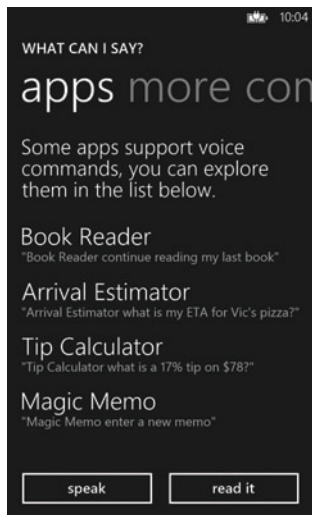 10:04
WHAT CAN I SAY?
apps more con
Some apps support voice
commands, you can explore
them in the list below.
Book Reader
"Book Reader continue reading my last book"
Arrival Estimator
"Arrival Estimator what is my ETA for Vic's pizza?"
Tip Calculator
"Tip Calculator what is a 17% tip on $78?"
Magic Memo
"Magic Memo enter a new memo"
speak read it